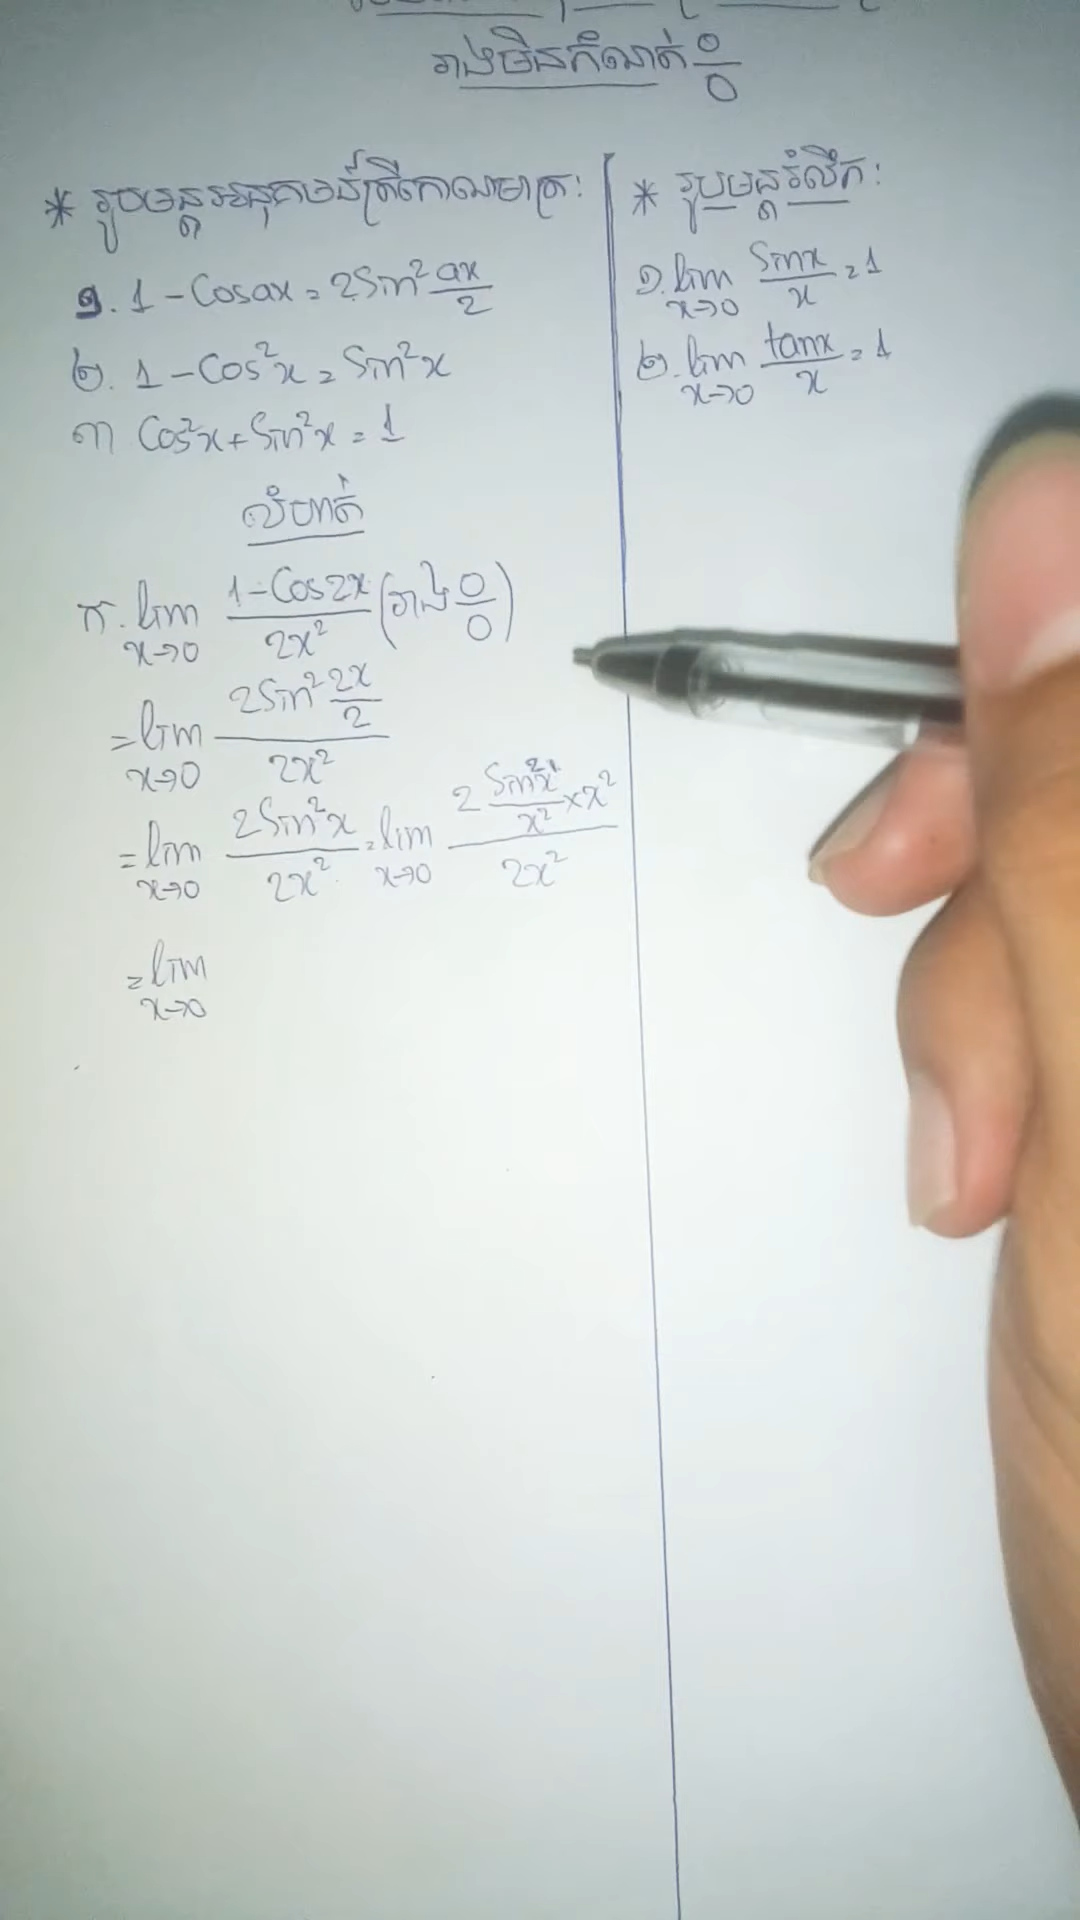 រាងមិនកំណត់ 0/0
* រូបមន្តអនុគមន៍ត្រីកោណមាត្រ:
១. 1 - Cosax = 2Sin² ax/2
២. 1 - Cos²x = Sin²x
៣ Cos²x + Sin²x = 1
* រូបមន្តរំលឹក:
១. lim x→0 Sinx/x = 1
២. lim x→0 tanx/x = 1
លំហាត់
ក. lim x→0 (1 - Cos2x)/2x² (រាង 0/0)
= lim x→0 (2Sin² 2x/2)/2x²
= lim x→0 2Sin²x/2x² = lim x→0 (2 Sin²x/x² × x²)/2x²
= lim x→0